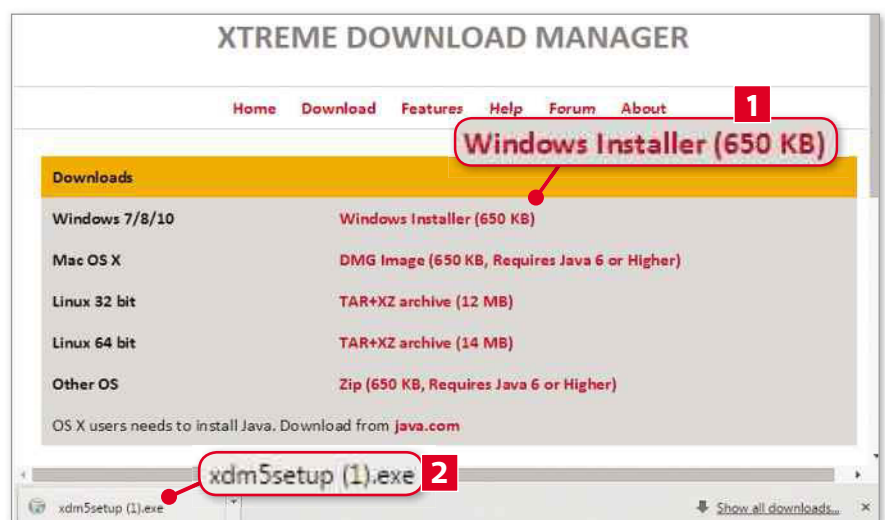 XTREME DOWNLOAD MANAGER
Home Download Features Help Forum About
1
Windows Installer (650 KB)
Downloads
Windows 7/8/10 Windows Installer (650 KB)
Mac OS X DMG Image (650 KB, Requires Java 6 or Higher)
Linux 32 bit TAR+XZ archive (12 MB)
Linux 64 bit TAR+XZ archive (14 MB)
Other OS Zip (650 KB, Requires Java 6 or Higher)
OS X users needs to install Java. Download from java.com
xdm5setup (1).exe 2
xdm5setup (1).exe Show all downloads...